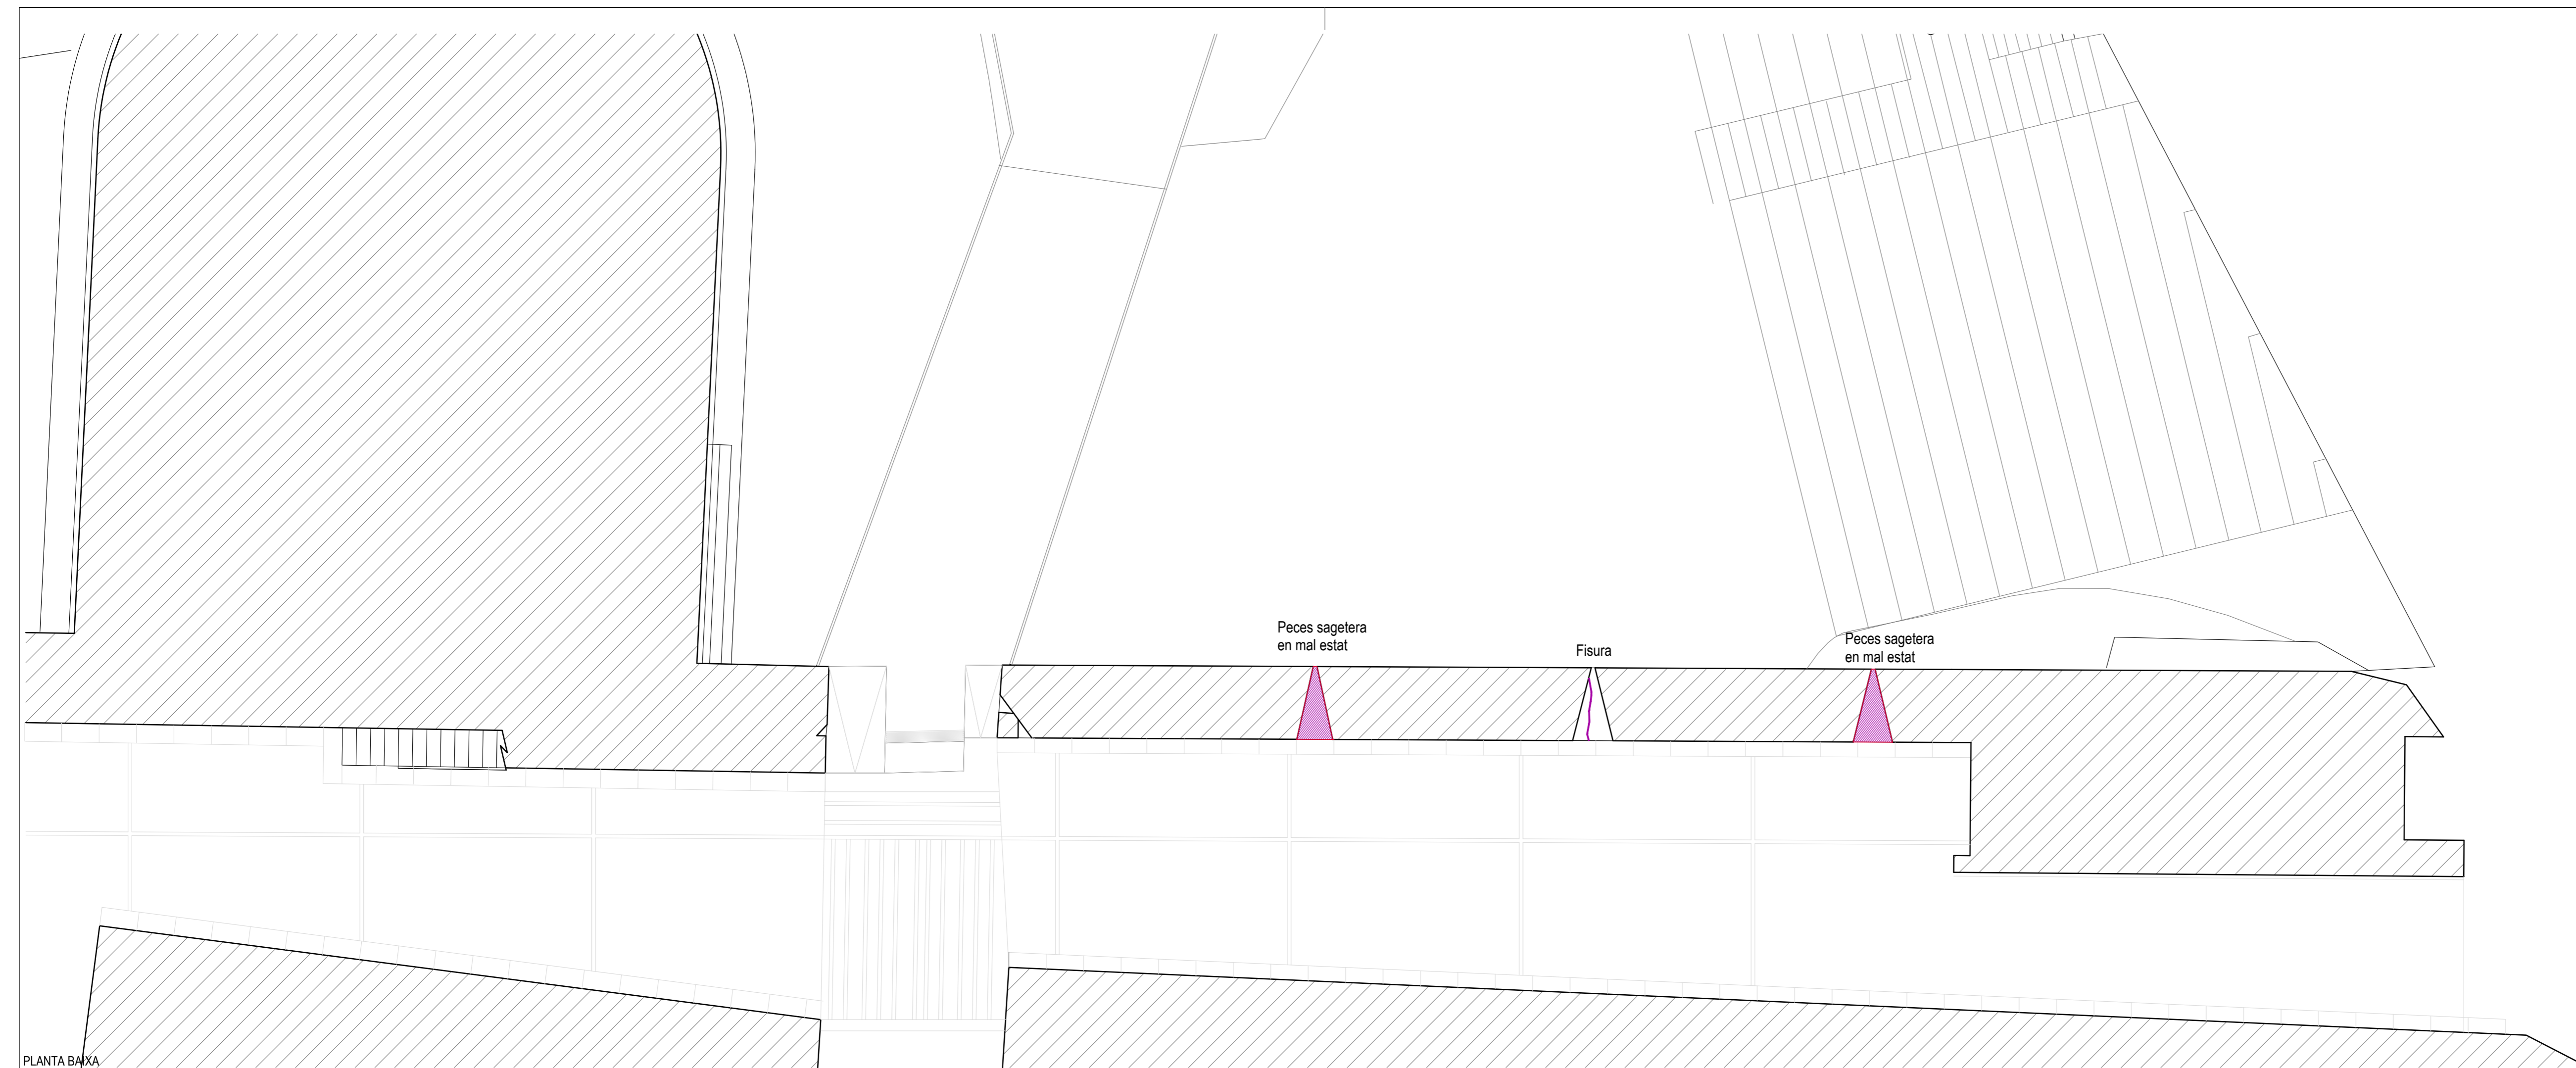 Peces sagetera
en mal estat
Fisura
Peces sagetera
en mal estat
PLANTA BAIXA